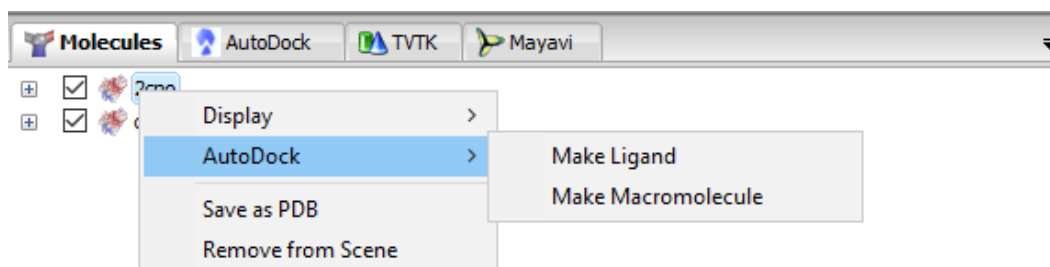 Molecules AutoDock TVTK Mayavi
Display
AutoDock
Make Ligand
Save as PDB
Make Macromolecule
Remove from Scene